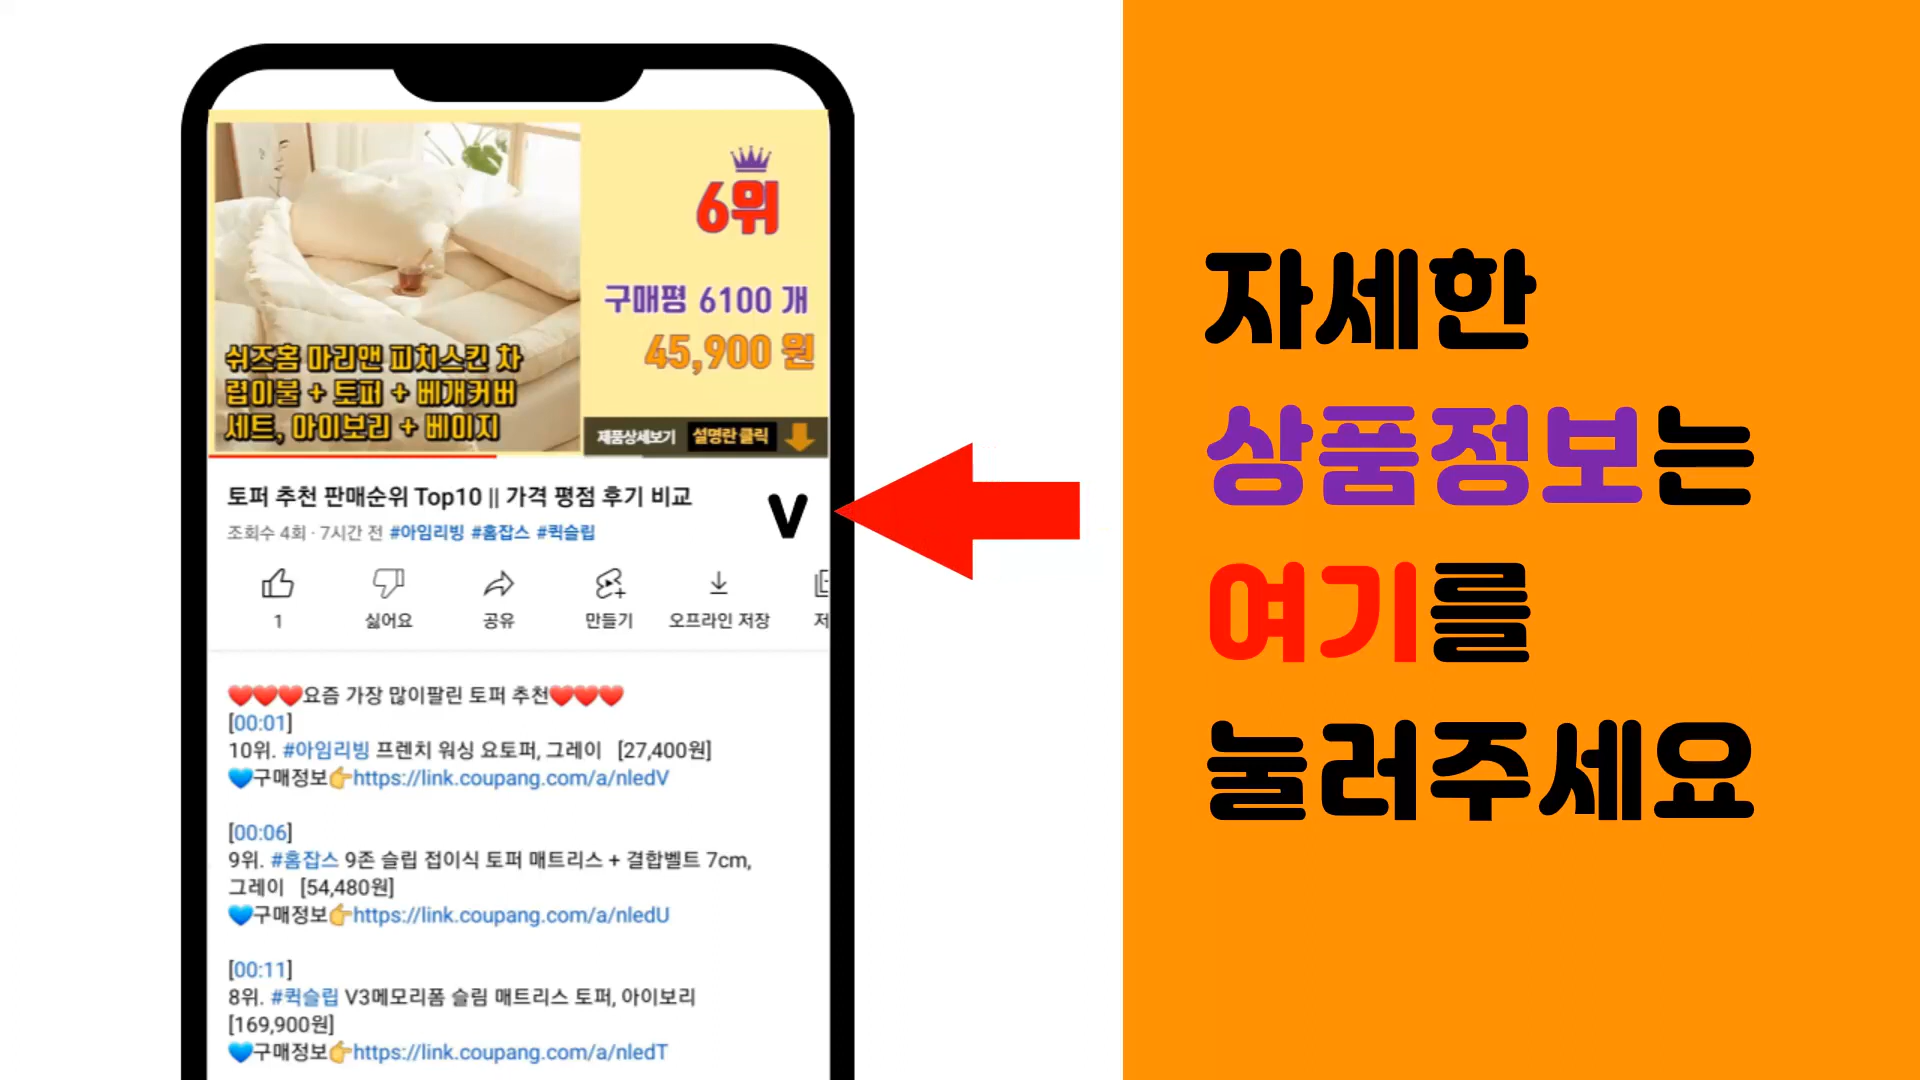 6위
구매평 6100 개
45,900 원
쉬즈홈 마리앤 피치스킨 차
렵이불 + 토퍼 + 베개커버
세트, 아이보리 + 베이지
제품상세보기 설명란 클릭
토퍼 추천 판매순위 Top10 || 가격 평점 후기 비교
V
조회수 4회 · 7시간 전 #아임리빙 #홈잡스 #퀵슬립
1 싫어요 공유 만들기 오프라인 저장 저
❤️❤️❤️요즘 가장 많이팔린 토퍼 추천❤️❤️❤️
[00:01]
10위. #아임리빙 프렌치 워싱 요토퍼, 그레이 [27,400원]
💙구매정보👉https://link.coupang.com/a/nledV
[00:06]
9위. #홈잡스 9존 슬립 접이식 토퍼 매트리스 + 결합벨트 7cm,
그레이 [54,480원]
💙구매정보👉https://link.coupang.com/a/nledU
[00:11]
8위. #퀵슬립 V3메모리폼 슬림 매트리스 토퍼, 아이보리
[169,900원]
💙구매정보👉https://link.coupang.com/a/nledT
자세한
상품정보는
여기를
눌러주세요